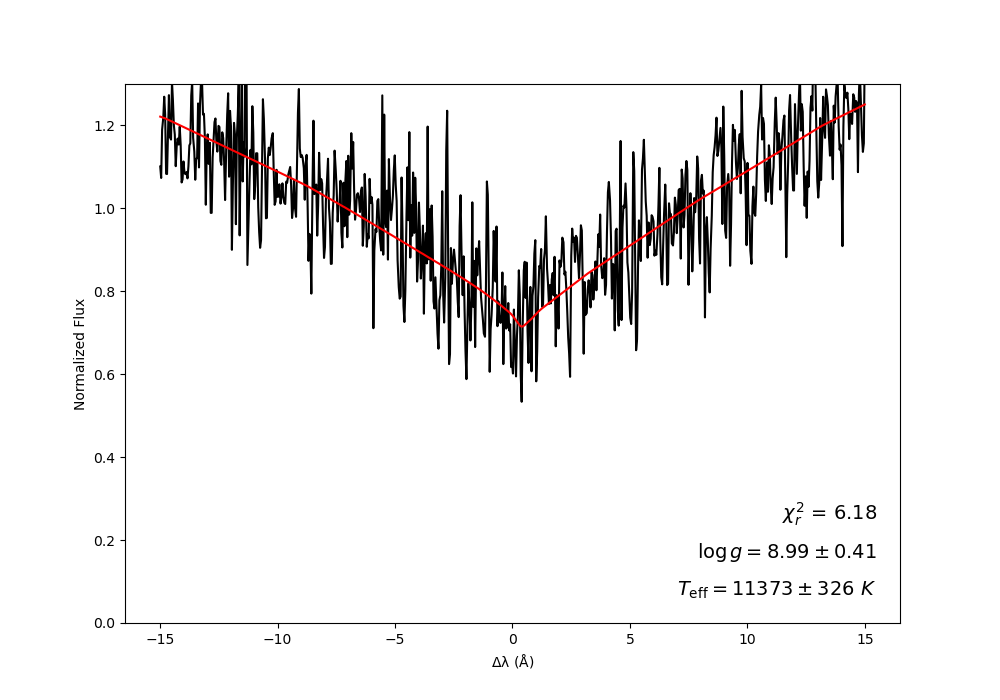 1.2
1.0
0.8
0.6
0.4
0.2
0.0
Normalized Flux
χ²ᵣ = 6.18
log g = 8.99 ± 0.41
T_eff = 11373 ± 326 K
−15 −10 −5 0 5 10 15
Δλ (Å)